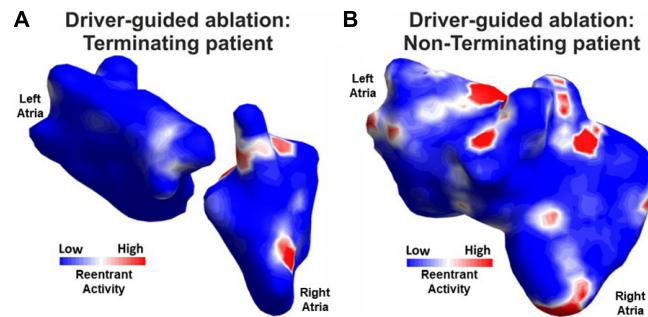 A
Driver-guided ablation:
Terminating patient
Left
Atria
Low High
Reentrant
Activity
Right
Atria
B
Driver-guided ablation:
Non-Terminating patient
Left
Atria
Low High
Reentrant
Activity
Right
Atria